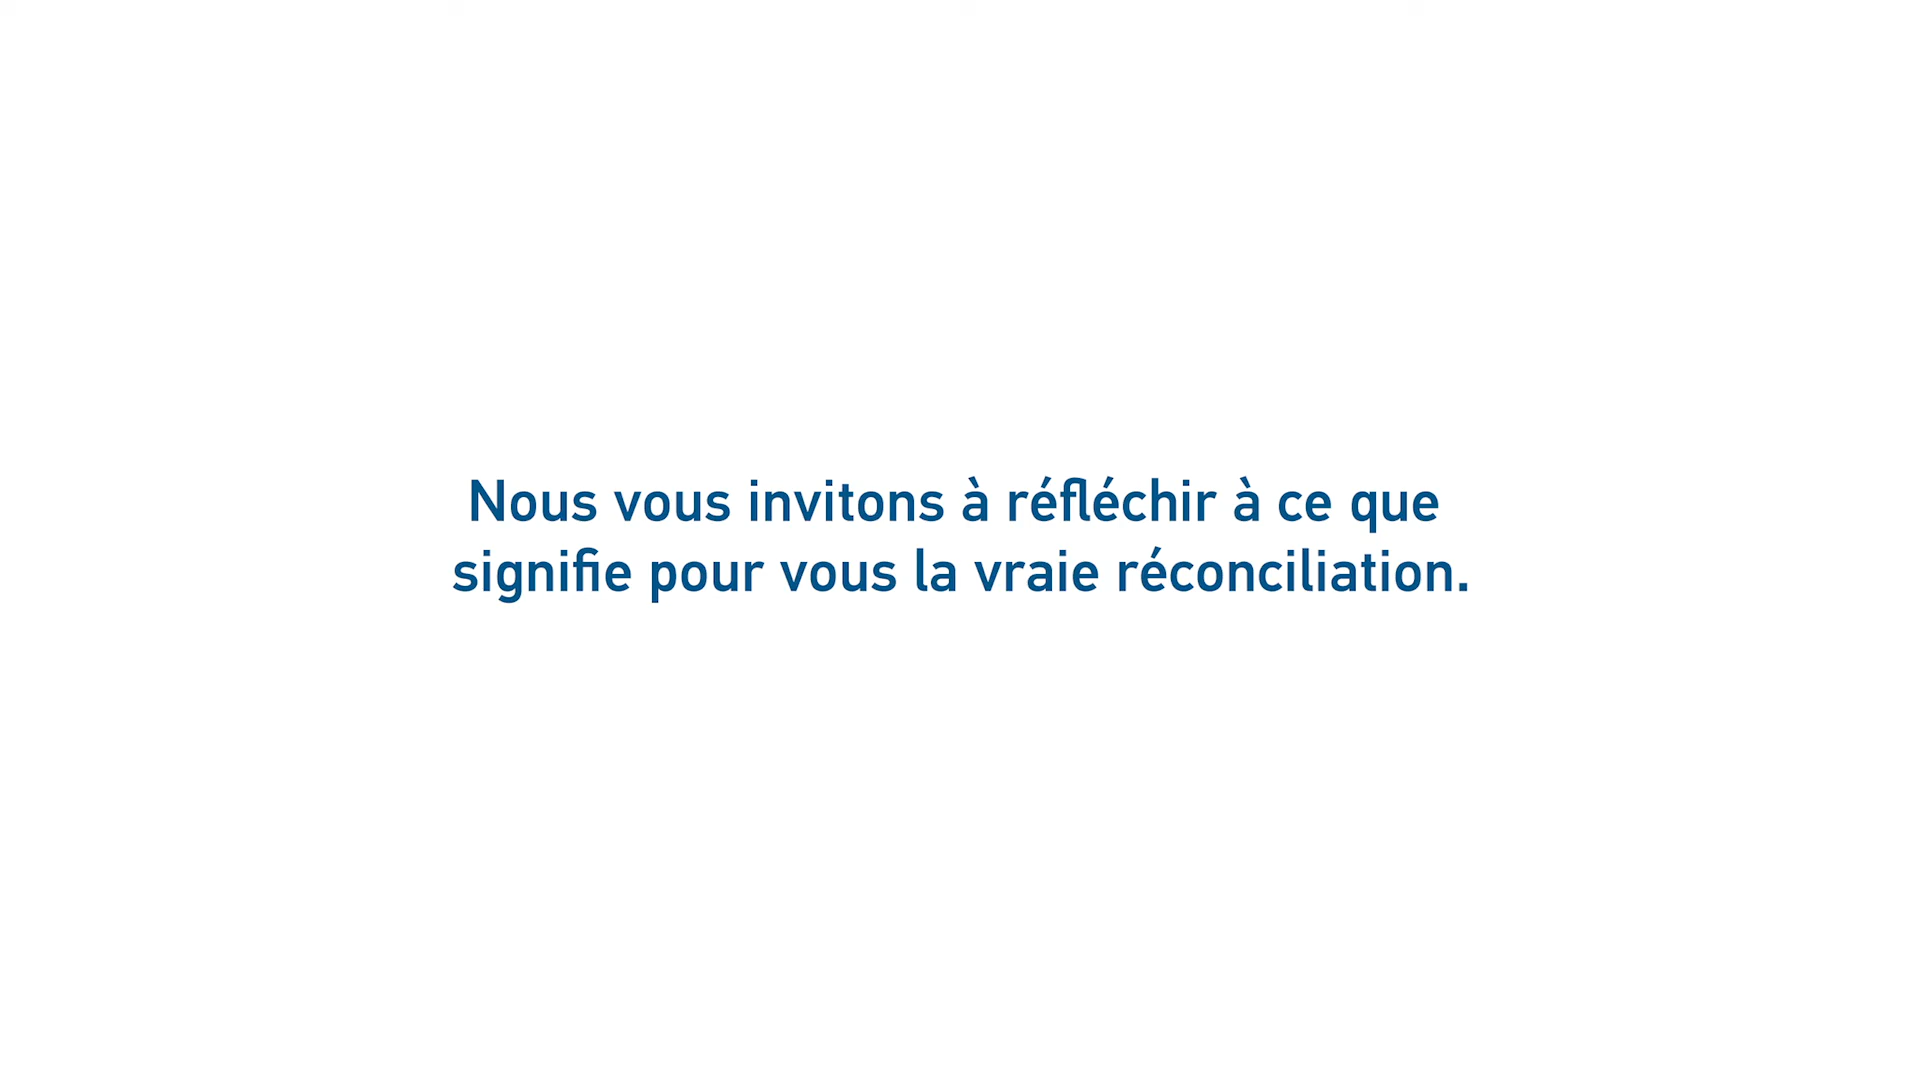 Nous vous invitons à réfléchir à ce que
signifie pour vous la vraie réconciliation.